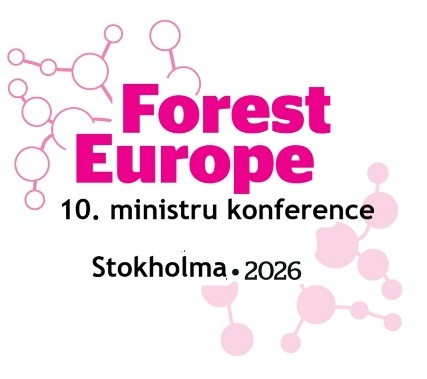 Forest
Europe
10. ministru konference
Stokholma • 2026